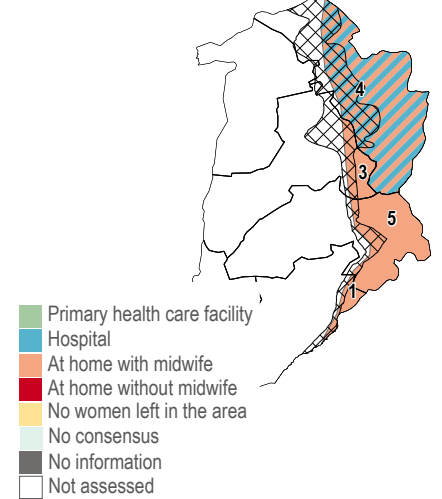 4
3
5
1
Primary health care facility
Hospital
At home with midwife
At home without midwife
No women left in the area
No consensus
No information
Not assessed